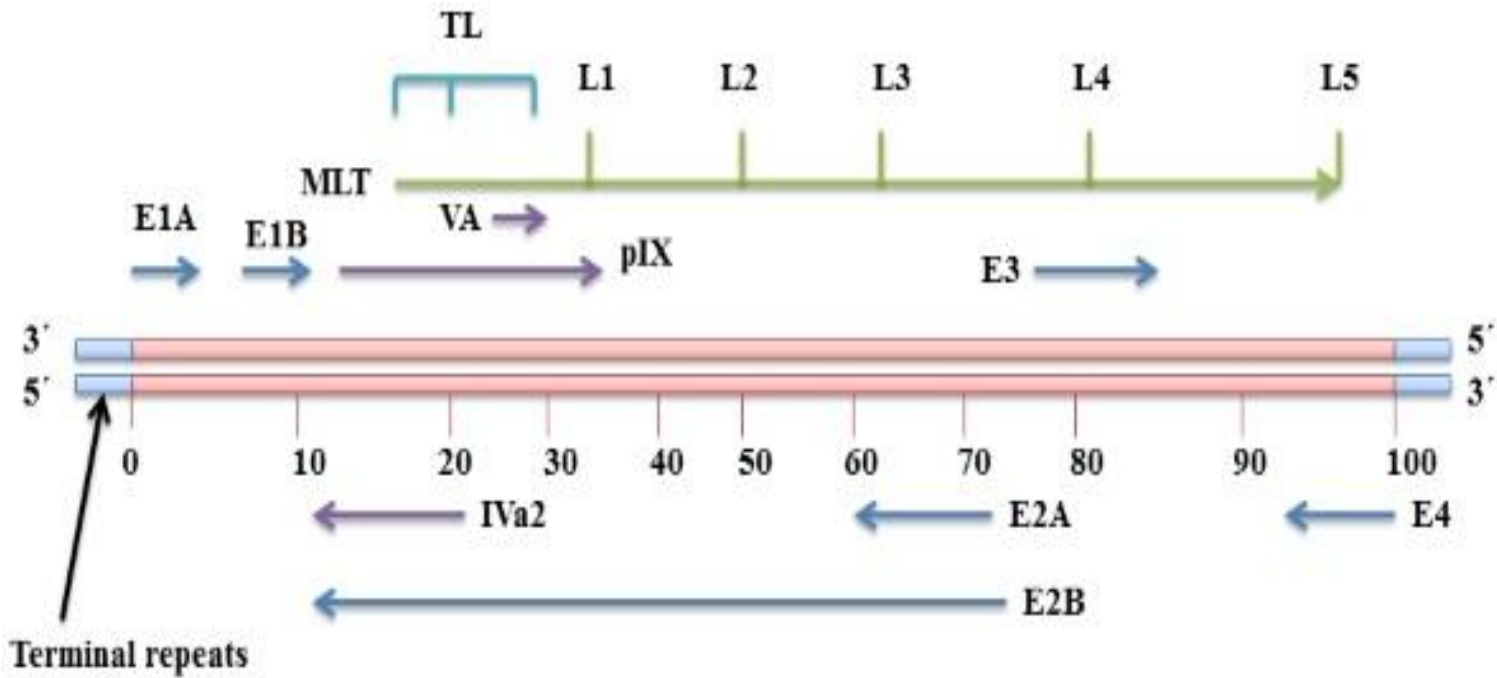 TL
L1 L2 L3 L4 L5
MLT
E1A E1B VA pIX E3
3´ 5´
5´ 3´
0 10 20 30 40 50 60 70 80 90 100
IVa2 E2A E4
E2B
Terminal repeats